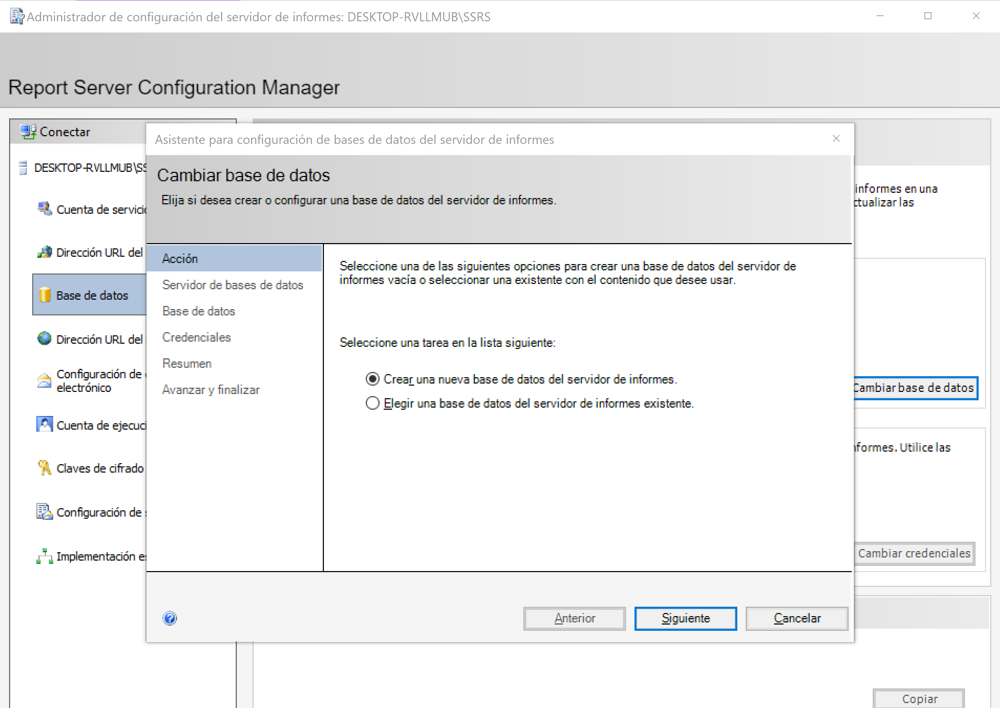 Administrador de configuración del servidor de informes: DESKTOP-RVLLMUB\SSRS
Report Server Configuration Manager
Conectar
DESKTOP-RVLLMUB\SS
Cuenta de servicio
Dirección URL del
Base de datos
Dirección URL del
Configuración de
electrónico
Cuenta de ejecuci
Claves de cifrado
Configuración de
Implementación es
Asistente para configuración de bases de datos del servidor de informes
Cambiar base de datos
Elija si desea crear o configurar una base de datos del servidor de informes.
Acción
Servidor de bases de datos
Base de datos
Credenciales
Resumen
Avanzar y finalizar
Seleccione una de las siguientes opciones para crear una base de datos del servidor de
informes vacía o seleccionar una existente con el contenido que desee usar.
Seleccione una tarea en la lista siguiente:
Crear una nueva base de datos del servidor de informes.
Elegir una base de datos del servidor de informes existente.
Anterior
Siguiente
Cancelar
informes en una
ctualizar las
Cambiar base de datos
nformes. Utilice las
Cambiar credenciales
Copiar